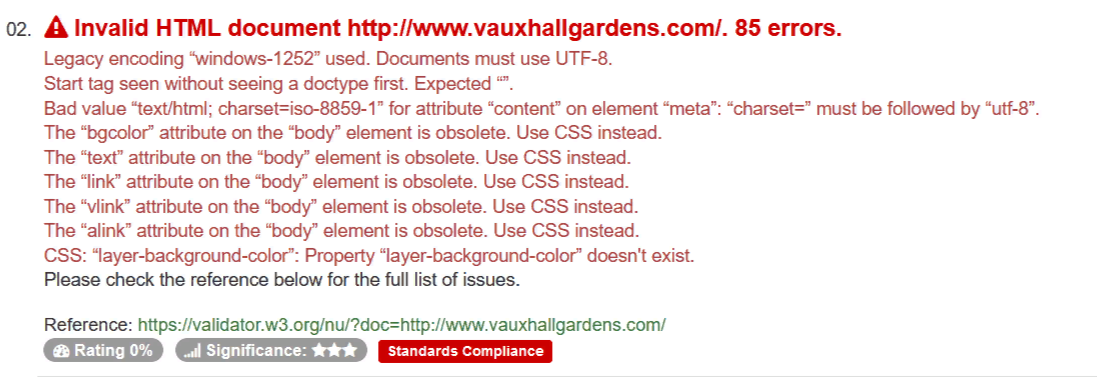 02. Invalid HTML document http://www.vauxhallgardens.com/. 85 errors.
Legacy encoding “windows-1252” used. Documents must use UTF-8.
Start tag seen without seeing a doctype first. Expected “”.
Bad value “text/html; charset=iso-8859-1” for attribute “content” on element “meta”: “charset=” must be followed by “utf-8”.
The “bgcolor” attribute on the “body” element is obsolete. Use CSS instead.
The “text” attribute on the “body” element is obsolete. Use CSS instead.
The “link” attribute on the “body” element is obsolete. Use CSS instead.
The “vlink” attribute on the “body” element is obsolete. Use CSS instead.
The “alink” attribute on the “body” element is obsolete. Use CSS instead.
CSS: “layer-background-color”: Property “layer-background-color” doesn't exist.
Please check the reference below for the full list of issues.
Reference: https://validator.w3.org/nu/?doc=http://www.vauxhallgardens.com/
Rating 0% Significance: ★★★ Standards Compliance